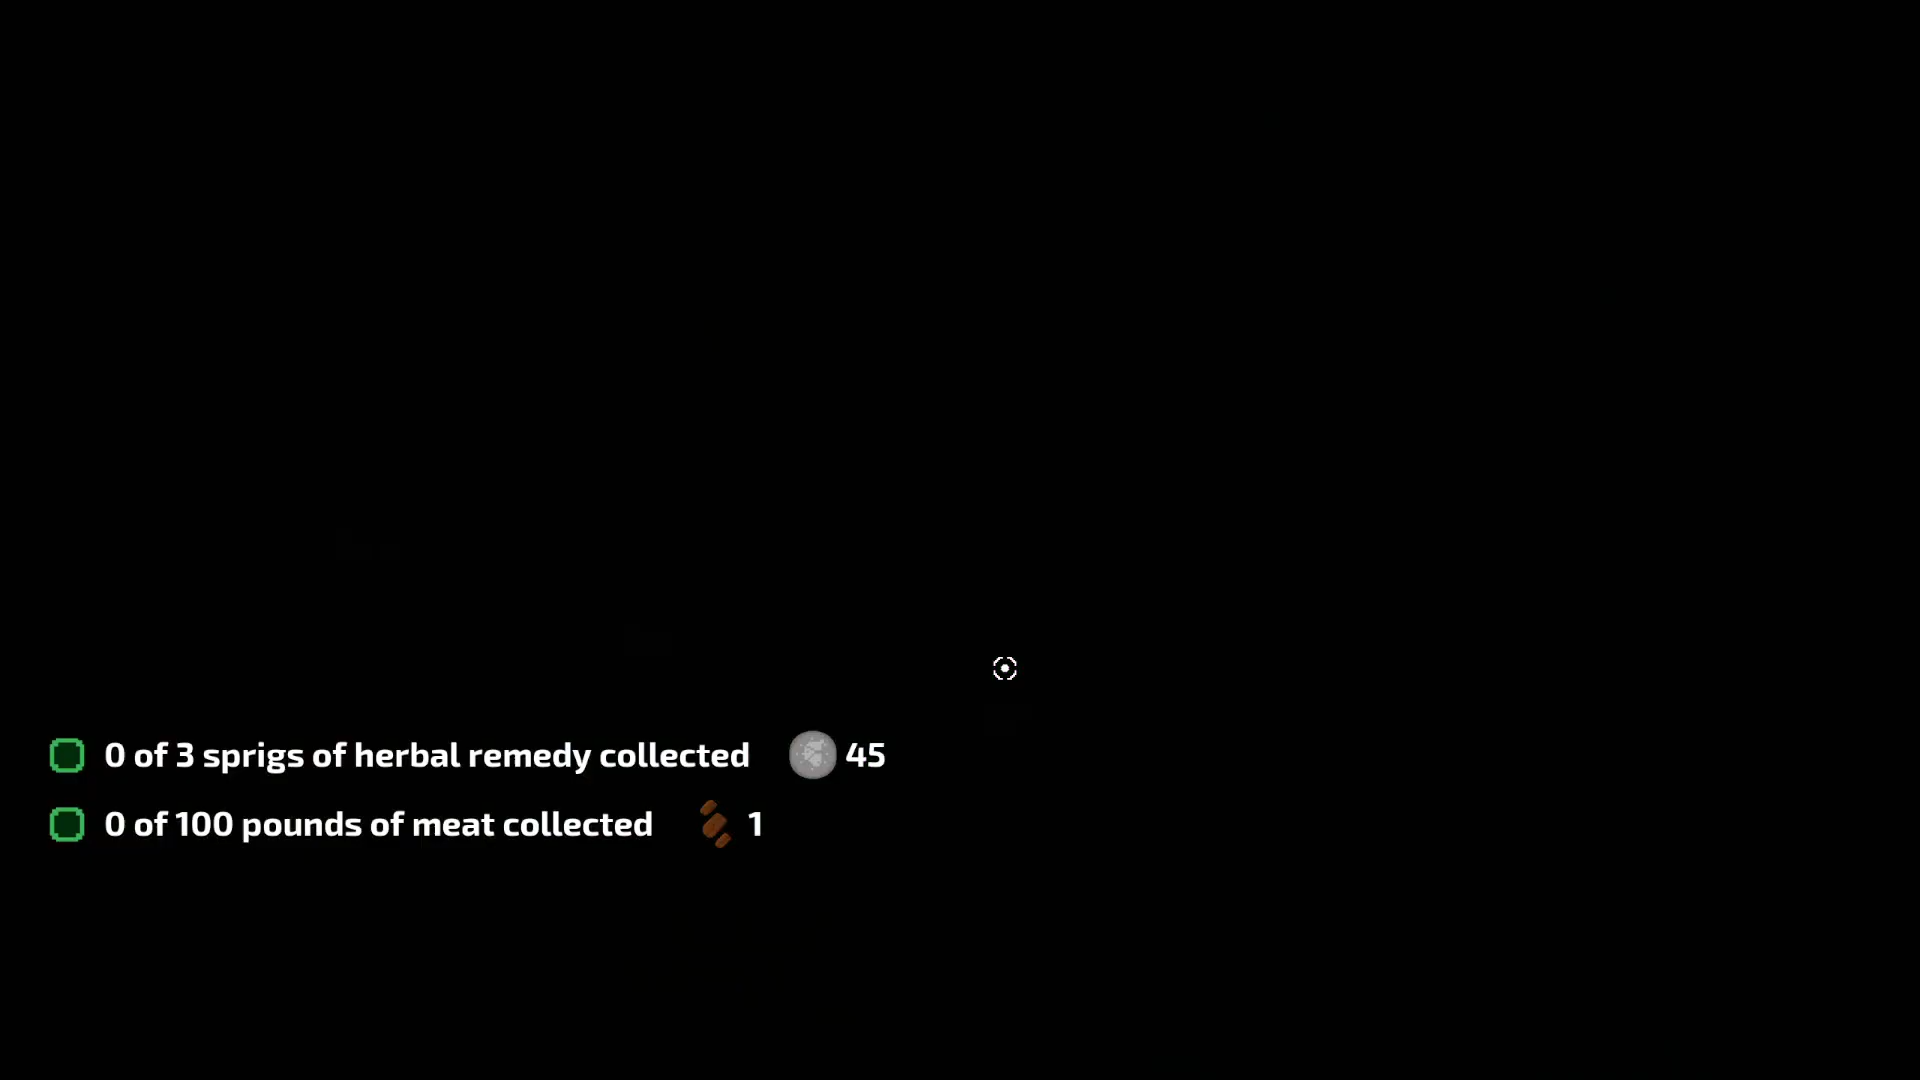 0 of 3 sprigs of herbal remedy collected 45
0 of 100 pounds of meat collected 1